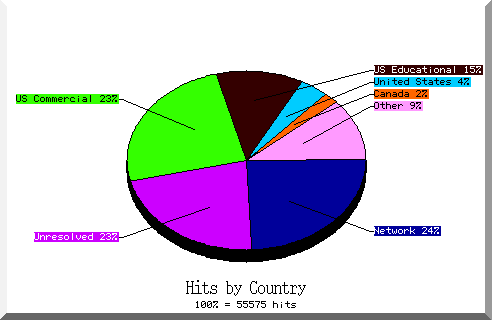 US Educational 15%
United States 4%
Canada 2%
Other 9%
US Commercial 23%
Unresolved 23%
Network 24%
Hits by Country
100% = 55575 hits